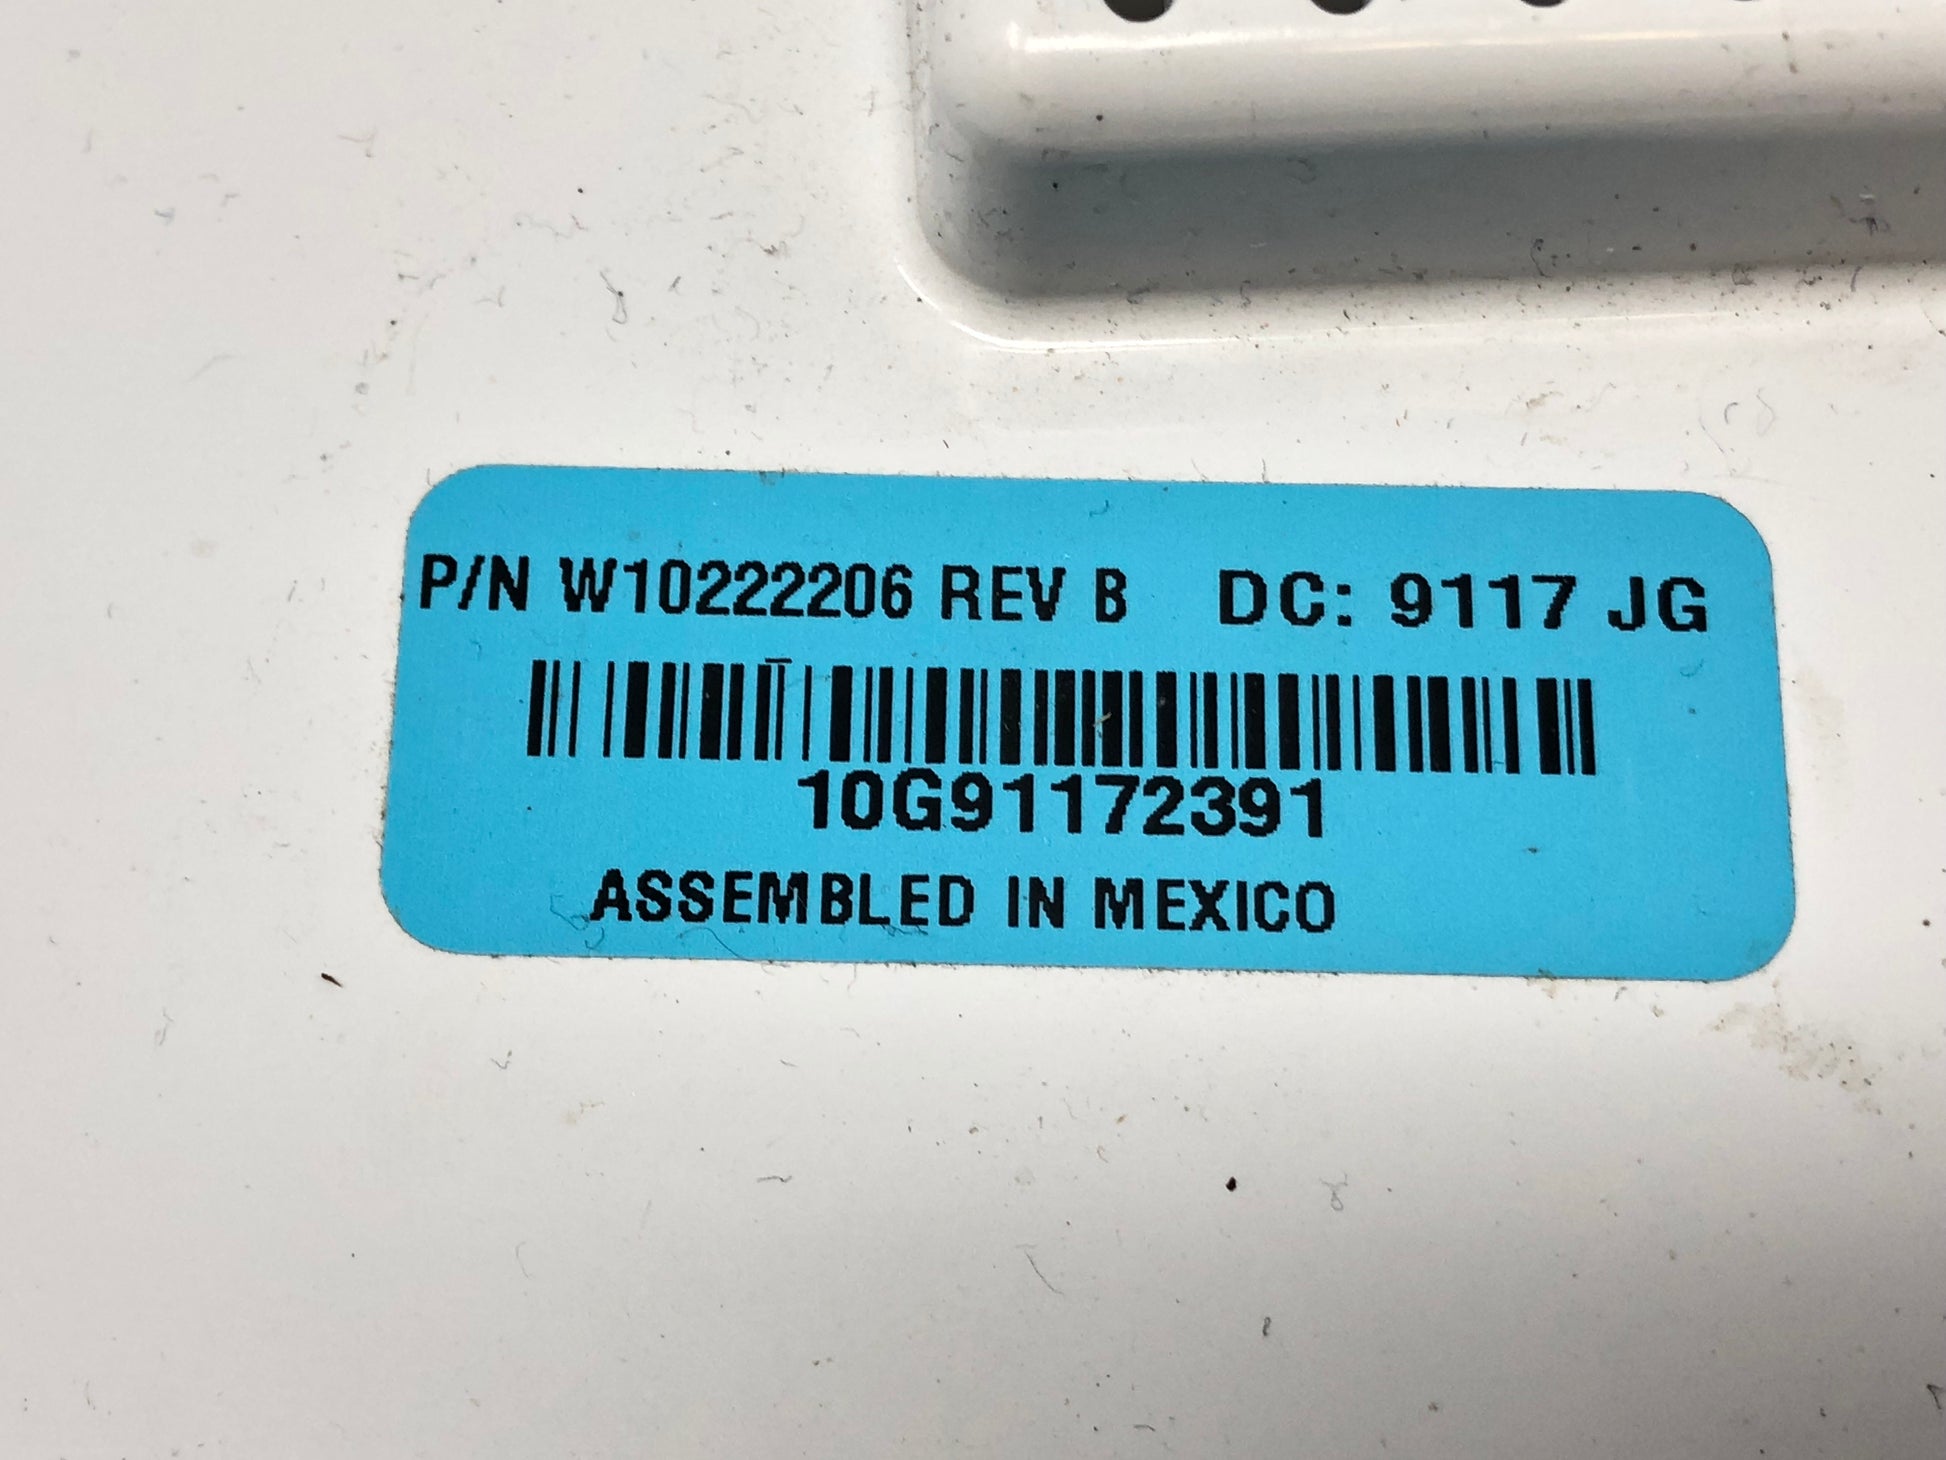 P/N W10222206 REV B DC: 9117 JG
10G91172391
ASSEMBLED IN MEXICO